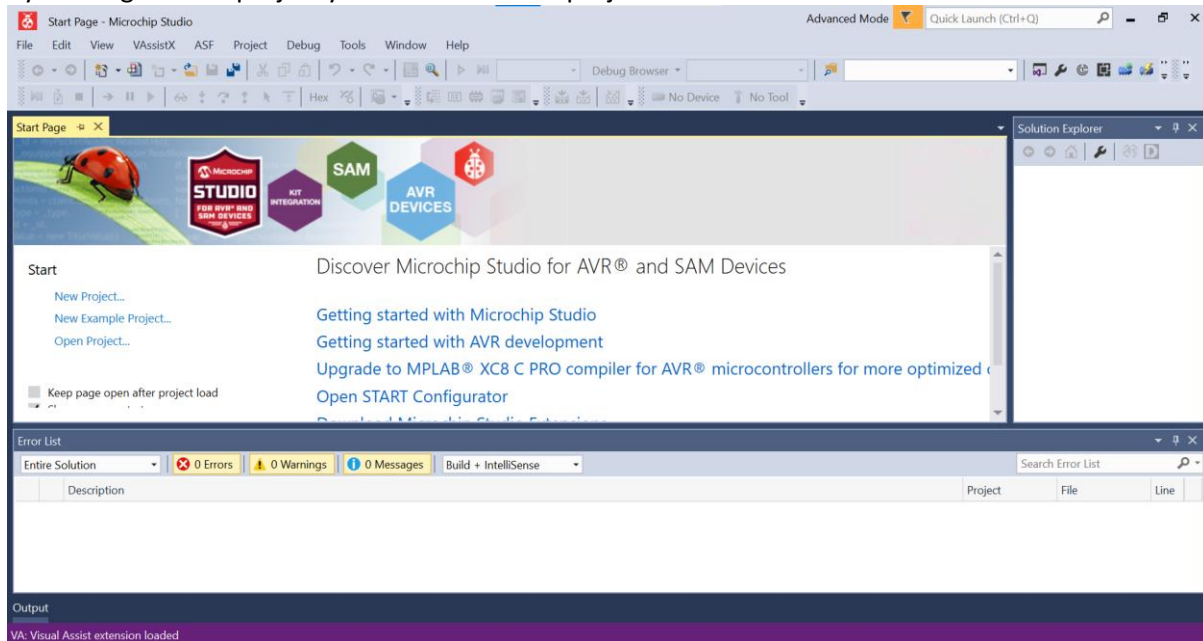 Start Page - Microchip Studio
Advanced Mode
Quick Launch (Ctrl+Q)
File Edit View VAssistX ASF Project Debug Tools Window Help
Debug Browser
Hex
No Device No Tool
Start Page
Solution Explorer
MICROCHIP
STUDIO
FOR AVR® AND
SAM DEVICES
KIT
INTEGRATION
SAM
AVR
DEVICES
Start
New Project...
New Example Project...
Open Project...
Keep page open after project load
Discover Microchip Studio for AVR® and SAM Devices
Getting started with Microchip Studio
Getting started with AVR development
Upgrade to MPLAB® XC8 C PRO compiler for AVR® microcontrollers for more optimized
Open START Configurator
Download Microchip Studio Extensions
Error List
Entire Solution 0 Errors 0 Warnings 0 Messages Build + IntelliSense
Search Error List
Description Project File Line
Output
VA: Visual Assist extension loaded